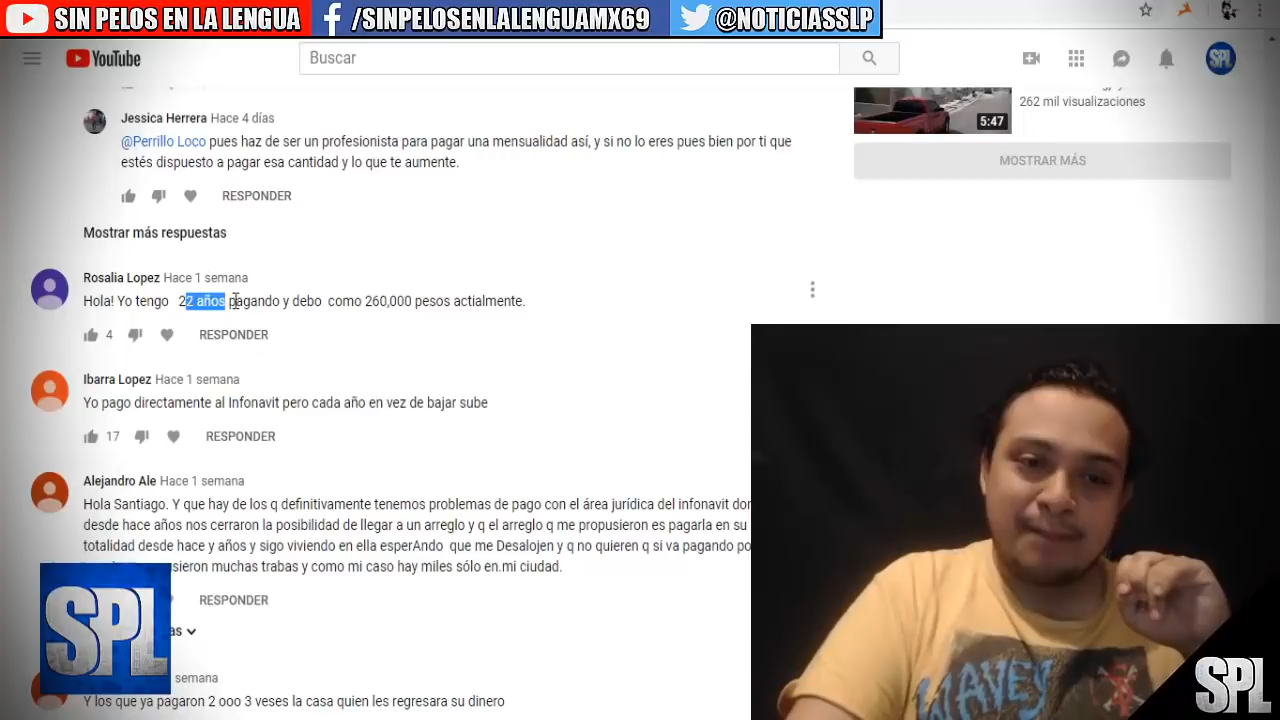 SIN PELOS EN LA LENGUA
/SINPELOSENLALENGUAMX69
@NOTICIASSLP
YouTube
Buscar
SPL
Jessica Herrera Hace 4 días
@Perrillo Loco pues haz de ser un profesionista para pagar una mensualidad así, y si no lo eres pues bien por ti que
estés dispuesto a pagar esa cantidad y lo que te aumente.
RESPONDER
5:47
262 mil visualizaciones
MOSTRAR MÁS
Mostrar más respuestas
Rosalia Lopez Hace 1 semana
Hola! Yo tengo 22 años pagando y debo como 260,000 pesos actialmente.
4 RESPONDER
Ibarra Lopez Hace 1 semana
Yo pago directamente al Infonavit pero cada año en vez de bajar sube
17 RESPONDER
Alejandro Ale Hace 1 semana
Hola Santiago. Y que hay de los q definitivamente tenemos problemas de pago con el área jurídica del infonavit
desde hace años nos cerraron la posibilidad de llegar a un arreglo y q el arreglo q me propusieron es pagarla en su
totalidad desde hace y años y sigo viviendo en ella esperAndo que me Desalojen y q no quieren q si va pagando
muchas trabas y como mi caso hay miles sólo en.mi ciudad.
RESPONDER
SPL
semana
Y los que ya pagaron 2 ooo 3 veses la casa quien les regresara su dinero
SPL